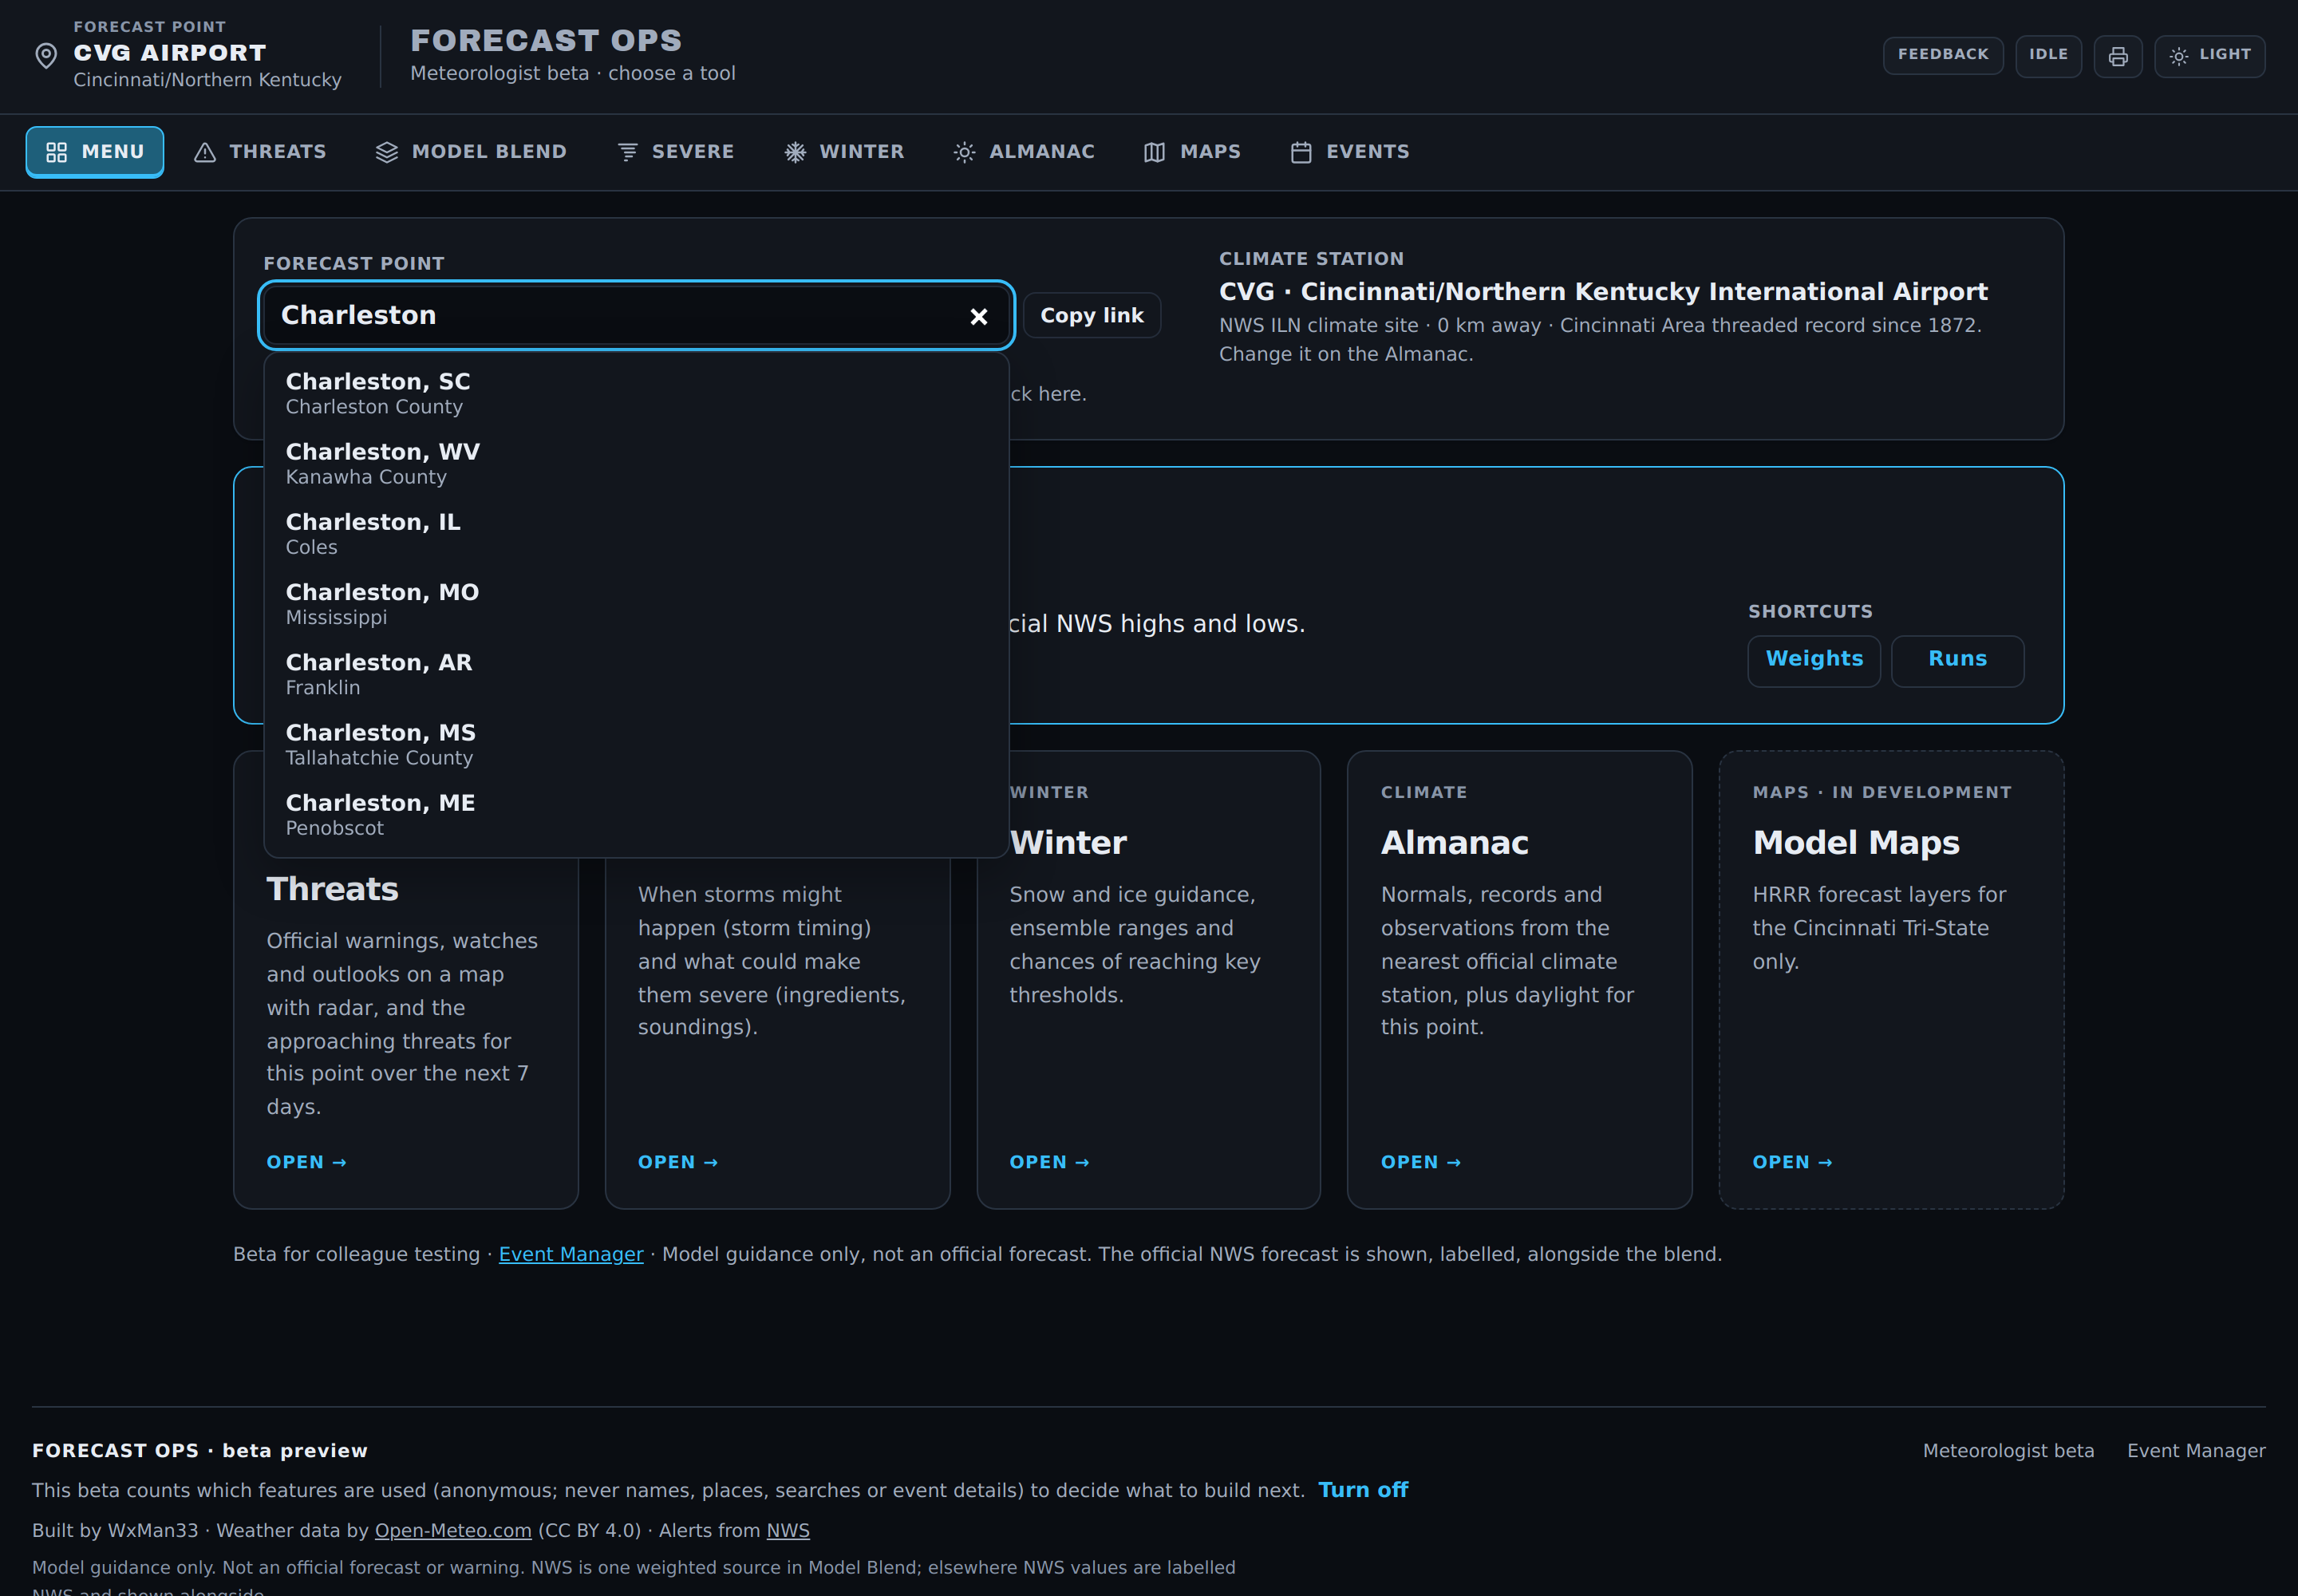 FORECAST POINT
CVG AIRPORT
Cincinnati/Northern Kentucky
FORECAST OPS
Meteorologist beta · choose a tool
FEEDBACK
IDLE
LIGHT
MENU
THREATS
MODEL BLEND
SEVERE
WINTER
ALMANAC
MAPS
EVENTS
FORECAST POINT
Charleston
×
Copy link
Charleston, SC
Charleston County
Charleston, WV
Kanawha County
Charleston, IL
Coles
Charleston, MO
Mississippi
Charleston, AR
Franklin
Charleston, MS
Tallahatchie County
Charleston, ME
Penobscot
ck here.
CLIMATE STATION
CVG · Cincinnati/Northern Kentucky International Airport
NWS ILN climate site · 0 km away · Cincinnati Area threaded record since 1872.
Change it on the Almanac.
cial NWS highs and lows.
SHORTCUTS
Weights
Runs
Threats
Official warnings, watches
and outlooks on a map
with radar, and the
approaching threats for
this point over the next 7
days.
OPEN →
When storms might
happen (storm timing)
and what could make
them severe (ingredients,
soundings).
OPEN →
WINTER
Winter
Snow and ice guidance,
ensemble ranges and
chances of reaching key
thresholds.
OPEN →
CLIMATE
Almanac
Normals, records and
observations from the
nearest official climate
station, plus daylight for
this point.
OPEN →
MAPS · IN DEVELOPMENT
Model Maps
HRRR forecast layers for
the Cincinnati Tri-State
only.
OPEN →
Beta for colleague testing · Event Manager · Model guidance only, not an official forecast. The official NWS forecast is shown, labelled, alongside the blend.
FORECAST OPS · beta preview
Meteorologist beta
Event Manager
This beta counts which features are used (anonymous; never names, places, searches or event details) to decide what to build next. Turn off
Built by WxMan33 · Weather data by Open-Meteo.com (CC BY 4.0) · Alerts from NWS
Model guidance only. Not an official forecast or warning. NWS is one weighted source in Model Blend; elsewhere NWS values are labelled
NWS and shown alongside.